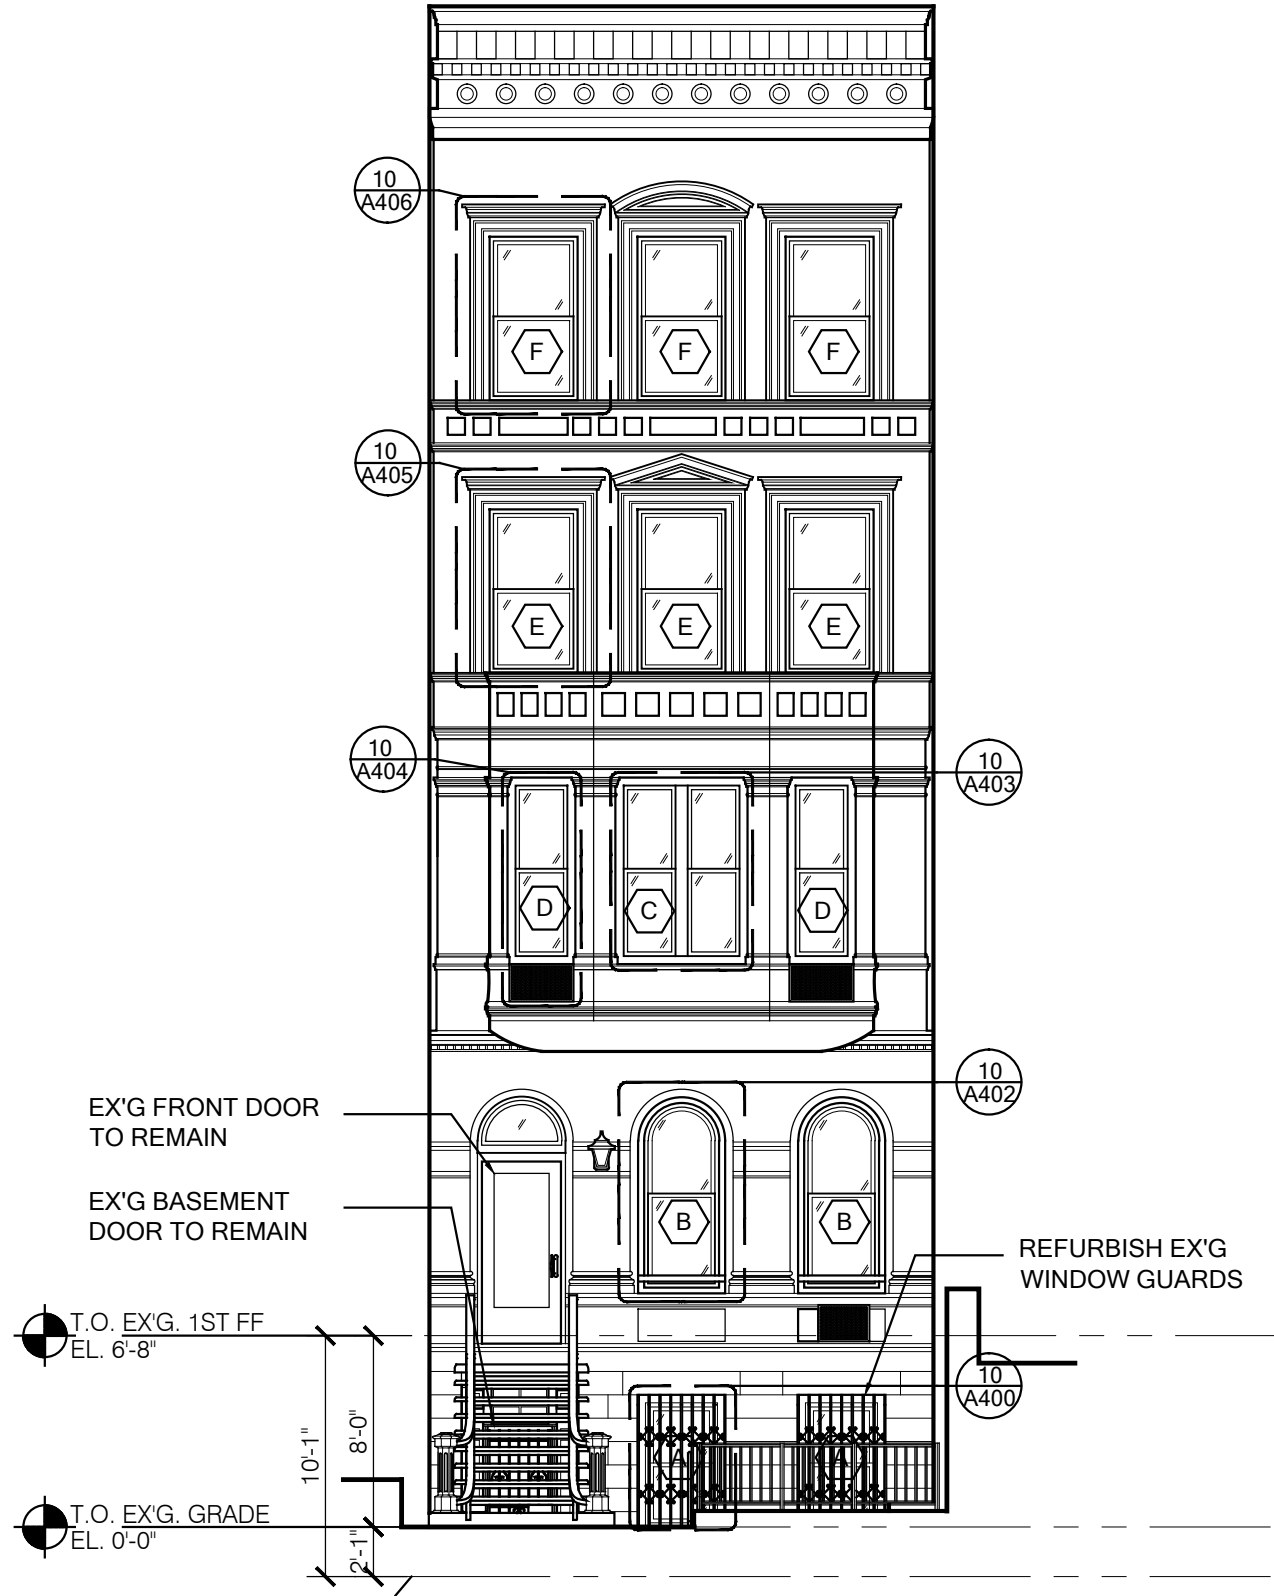 10
A406
F
F
F
10
A405
E
E
E
10
A404
10
A403
D
C
D
10
A402
EX'G FRONT DOOR
TO REMAIN
EX'G BASEMENT
DOOR TO REMAIN
B
B
REFURBISH EX'G
WINDOW GUARDS
T.O. EX'G. 1ST FF
EL. 6'-8"
10
A400
10'-1"
8'-0"
A
A
T.O. EX'G. GRADE
EL. 0'-0"
2'-1"